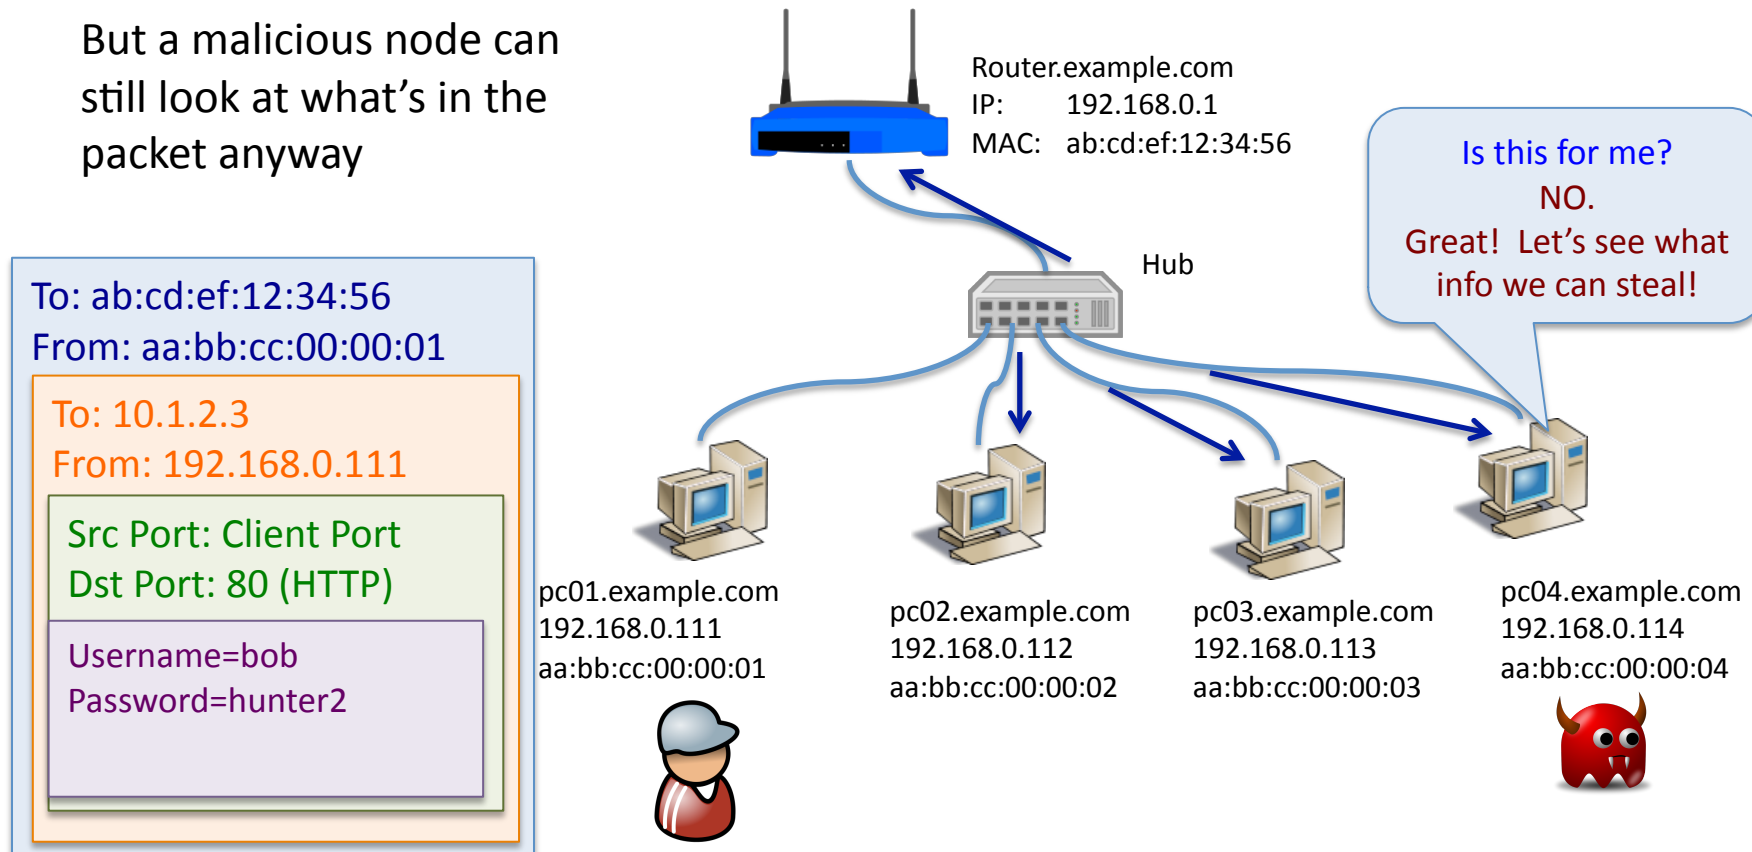 But a malicious node can
still look at what's in the
packet anyway
Router.example.com
IP: 192.168.0.1
MAC: ab:cd:ef:12:34:56
Is this for me?
NO.
Great! Let's see what
info we can steal!
Hub
To: ab:cd:ef:12:34:56
From: aa:bb:cc:00:00:01
To: 10.1.2.3
From: 192.168.0.111
Src Port: Client Port
Dst Port: 80 (HTTP)
Username=bob
Password=hunter2
pc01.example.com
192.168.0.111
aa:bb:cc:00:00:01
pc02.example.com
192.168.0.112
aa:bb:cc:00:00:02
pc03.example.com
192.168.0.113
aa:bb:cc:00:00:03
pc04.example.com
192.168.0.114
aa:bb:cc:00:00:04